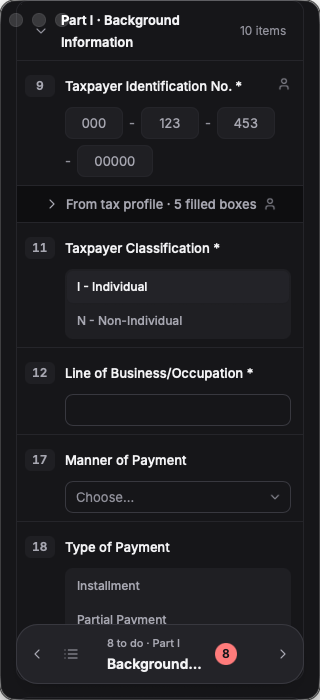 Part I · Background
Information
10 items
9
Taxpayer Identification No. *
000 - 123 - 453
- 00000
From tax profile · 5 filled boxes
11
Taxpayer Classification *
I - Individual
N - Non-Individual
12
Line of Business/Occupation *
17
Manner of Payment
Choose...
18
Type of Payment
Installment
Partial Payment
8 to do · Part I
Background...
8